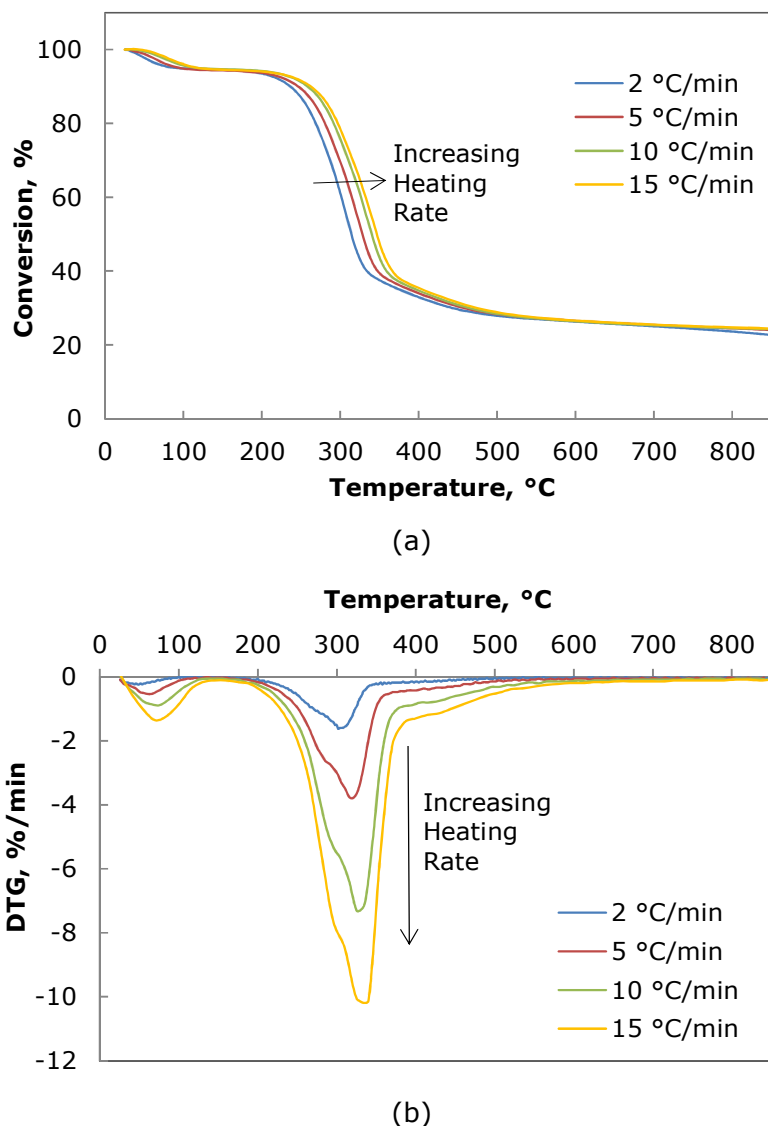 100
80
60
40
20
0
Conversion, %
2 °C/min
5 °C/min
10 °C/min
15 °C/min
Increasing
Heating
Rate
0 100 200 300 400 500 600 700 800
Temperature, °C
(a)
Temperature, °C
0 100 200 300 400 500 600 700 800
0
-2
-4
-6
-8
-10
-12
DTG, %/min
Increasing
Heating
Rate
2 °C/min
5 °C/min
10 °C/min
15 °C/min
(b)